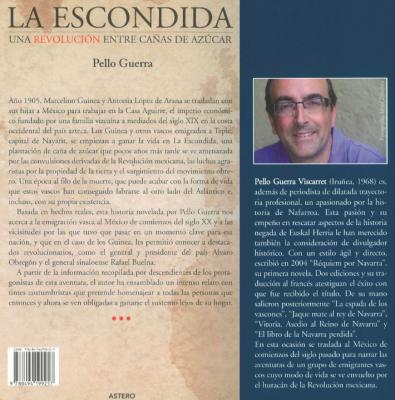 LA ESCONDIDA
UNA REVOLUCIÓN ENTRE CAÑAS DE AZÚCAR
Pello Guerra
Año 1905. Marcelino Guinea y Antonia López de Arana se trasladan con
sus hijas a México para trabajar en la Casa Aguirre, el imperio económi-
co fundado por una familia vizcaína a mediados del siglo XIX en la costa
occidental del país azteca. Los Guinea y otros vascos emigrados a Tepic,
capital de Nayarit, se empiezan a ganar la vida en La Escondida, una
plantación de caña de azúcar que pocos años más tarde se ve amenazada
por las convulsiones derivadas de la Revolución mexicana, las luchas agra-
ristas por la propiedad de la tierra y el surgimiento del movimiento obre-
ro. Una época al filo de la muerte, que puede acabar con la forma de vida
que estos vascos han conseguido labrarse al otro lado del Atlántico e,
incluso, con su propia existencia.
Basada en hechos reales, esta historia novelada por Pello Guerra nos
acerca a la emigración vasca al México de comienzos del siglo XX y a las
vicisitudes por las que tuvo que pasar en un momento clave para esa
nación, y que en el caso de los Guinea, les permitió conocer a destaca-
dos revolucionarios, como el general y presidente del país Alvaro
Obregón y el general sinaloense Rafael Buelna.
A partir de la información recopilada por descendientes de los prota-
gonistas de esta aventura, el autor ha ensamblado un intenso relato con
tintes costumbristas que pretende homenajear a todas las personas que
entonces y ahora se ven obligadas a ganarse el sustento lejos de su hogar.
Pello Guerra Viscarret (Iruñea, 1968) es,
además de periodista de dilatada trayecto-
ria profesional, un apasionado por la
historia de Nafarroa. Esta pasión y su
empeño en rescatar aspectos de la historia
negada de Euskal Herria le han merecido
también la consideración de divulgador
histórico. Con un estilo ágil y directo,
escribió en 2004 "Réquiem por Navarra",
su primera novela. Dos ediciones y su tra-
ducción al francés atestiguan el éxito con
que fue recibido el título. De su mano
salieron posteriormente "La espada de los
vascones", "Jaque mate al rey de Navarra",
"Vitoria. Asedio al Reino de Navarra" y
"El libro de la Navarra perdida".
En esta ocasión se traslada al México de
comienzos del siglo pasado para narrar las
aventuras de un grupo de emigrantes vas-
cos cuyo modo de vida se ve envuelto por
el huracán de la Revolución mexicana.
ASTERO